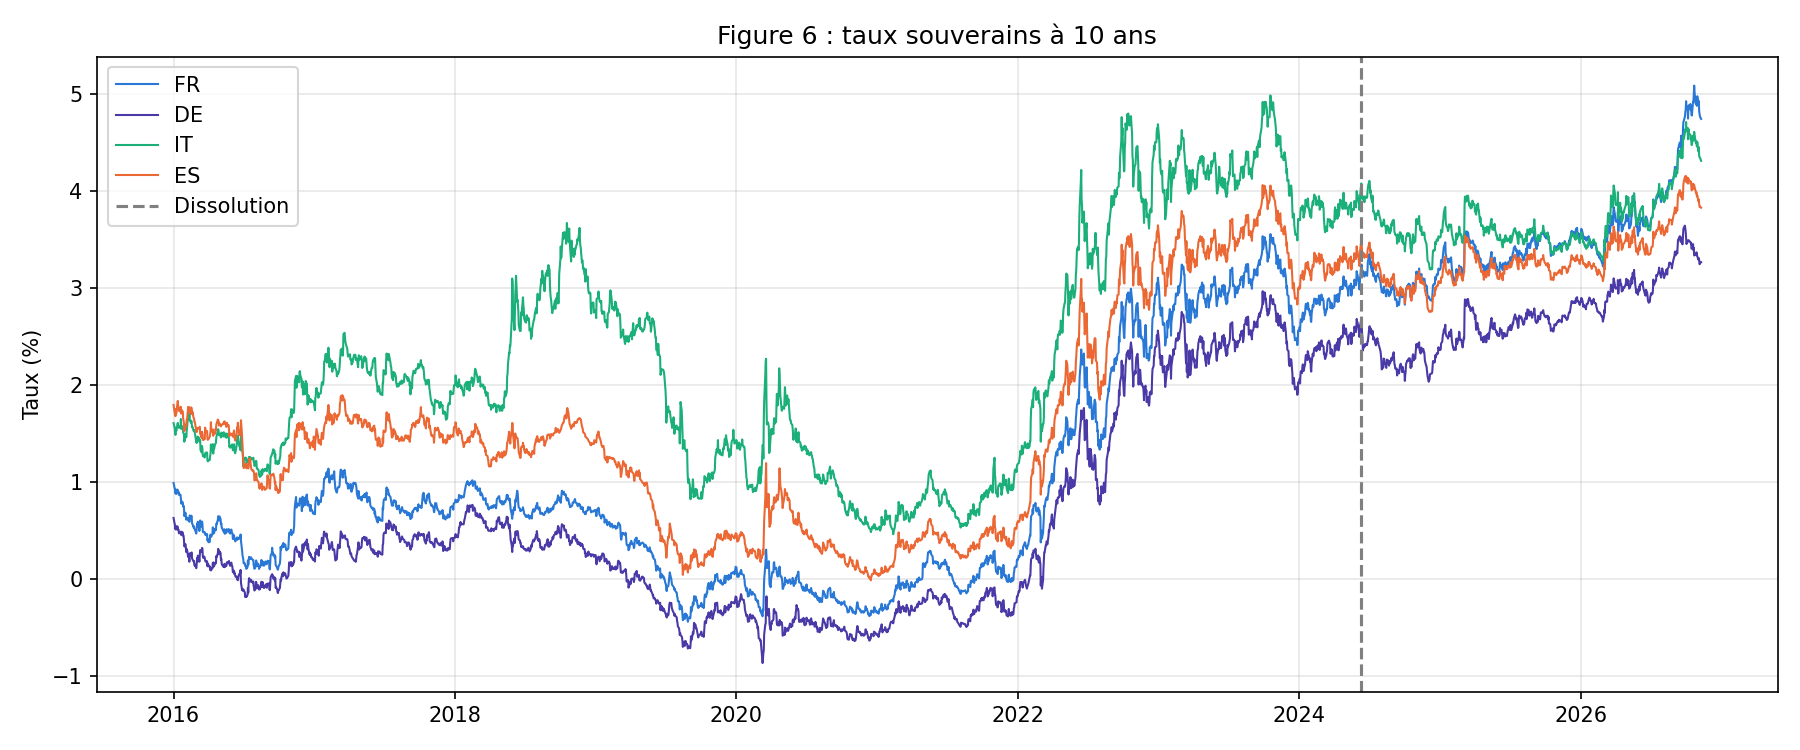 Figure 6 : taux souverains à 10 ans
Taux (%)
5
4
3
2
1
0
−1
FR
DE
IT
ES
Dissolution
2016
2018
2020
2022
2024
2026